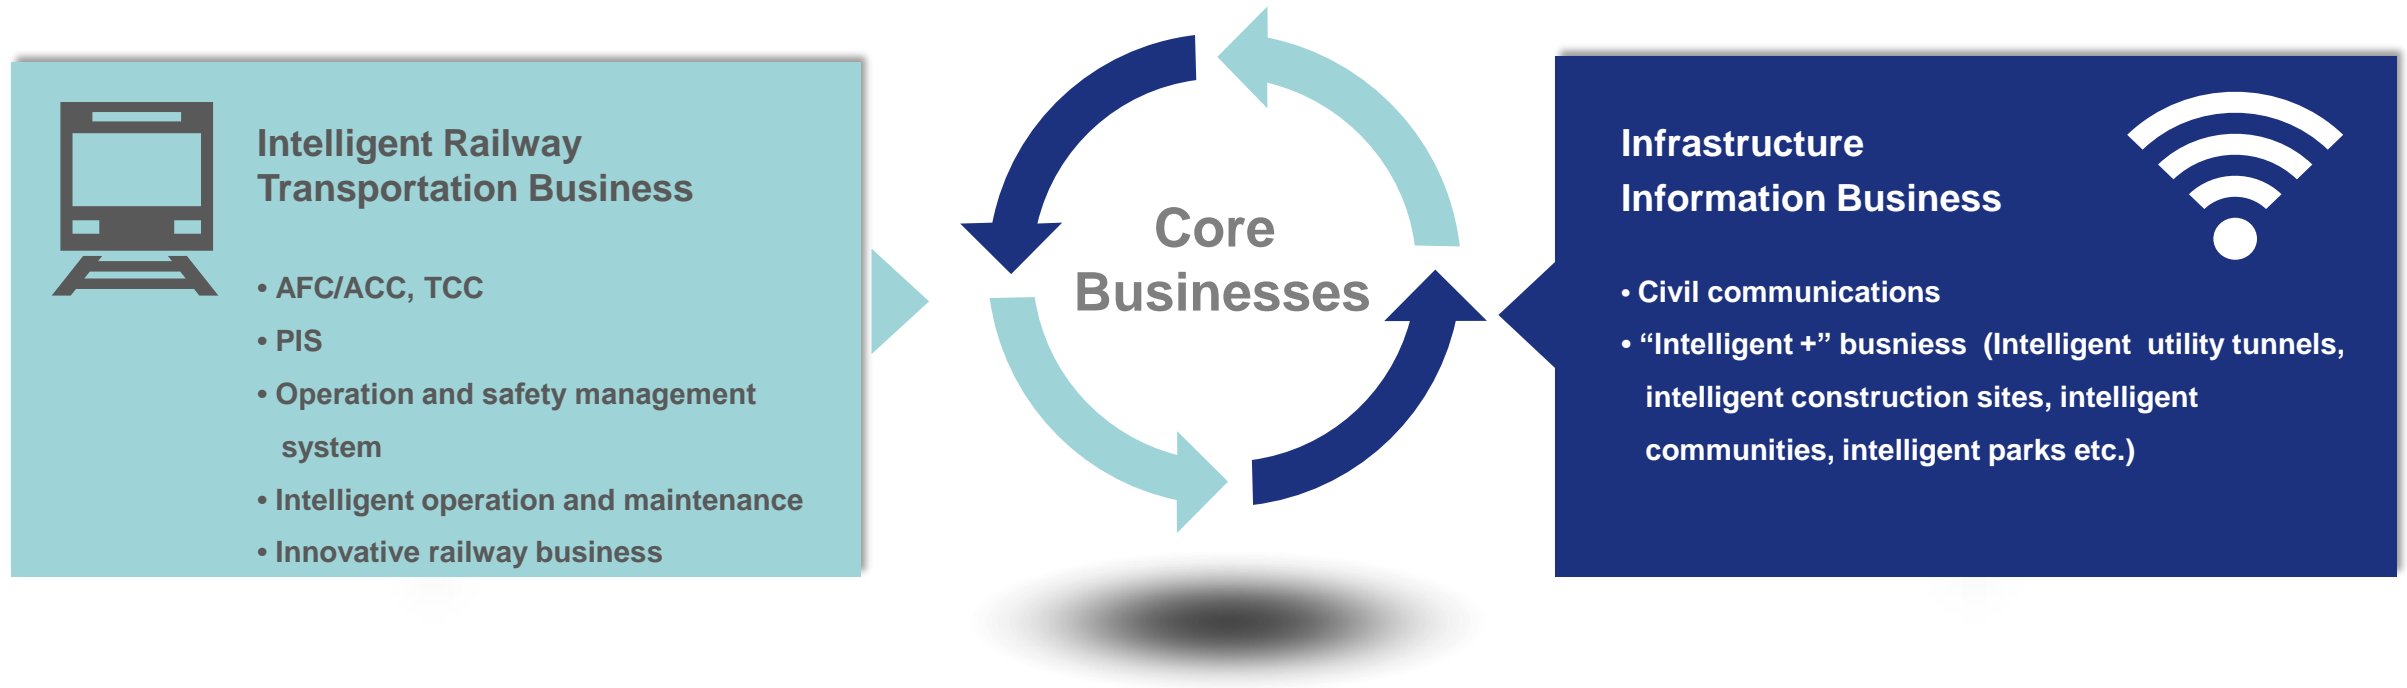 Intelligent Railway
Transportation Business
• AFC/ACC, TCC
• PIS
• Operation and safety management
system
• Intelligent operation and maintenance
• Innovative railway business
Core
Businesses
Infrastructure
Information Business
• Civil communications
• “Intelligent +” busniess (Intelligent utility tunnels,
intelligent construction sites, intelligent
communities, intelligent parks etc.)